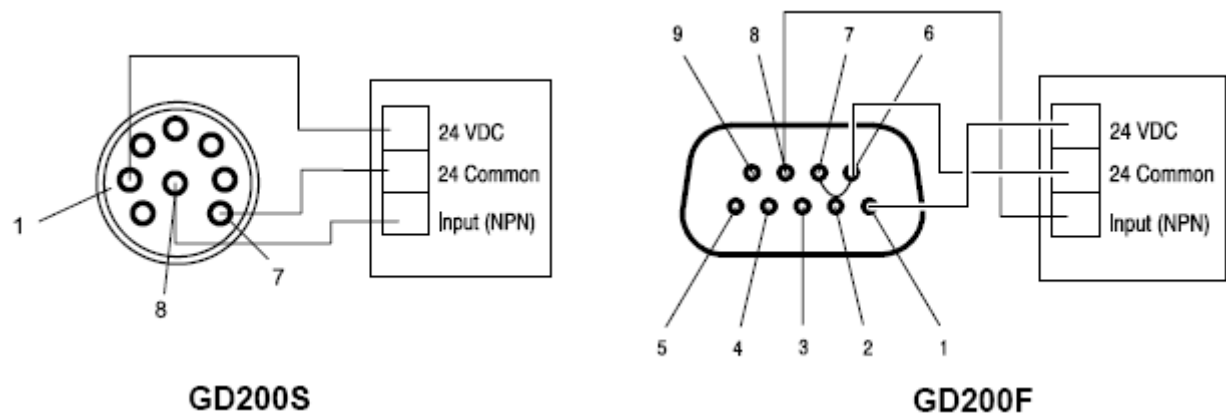 24 VDC
24 Common
Input (NPN)
1
8
7
GD200S
9
8
7
6
24 VDC
24 Common
Input (NPN)
5
4
3
2
1
GD200F